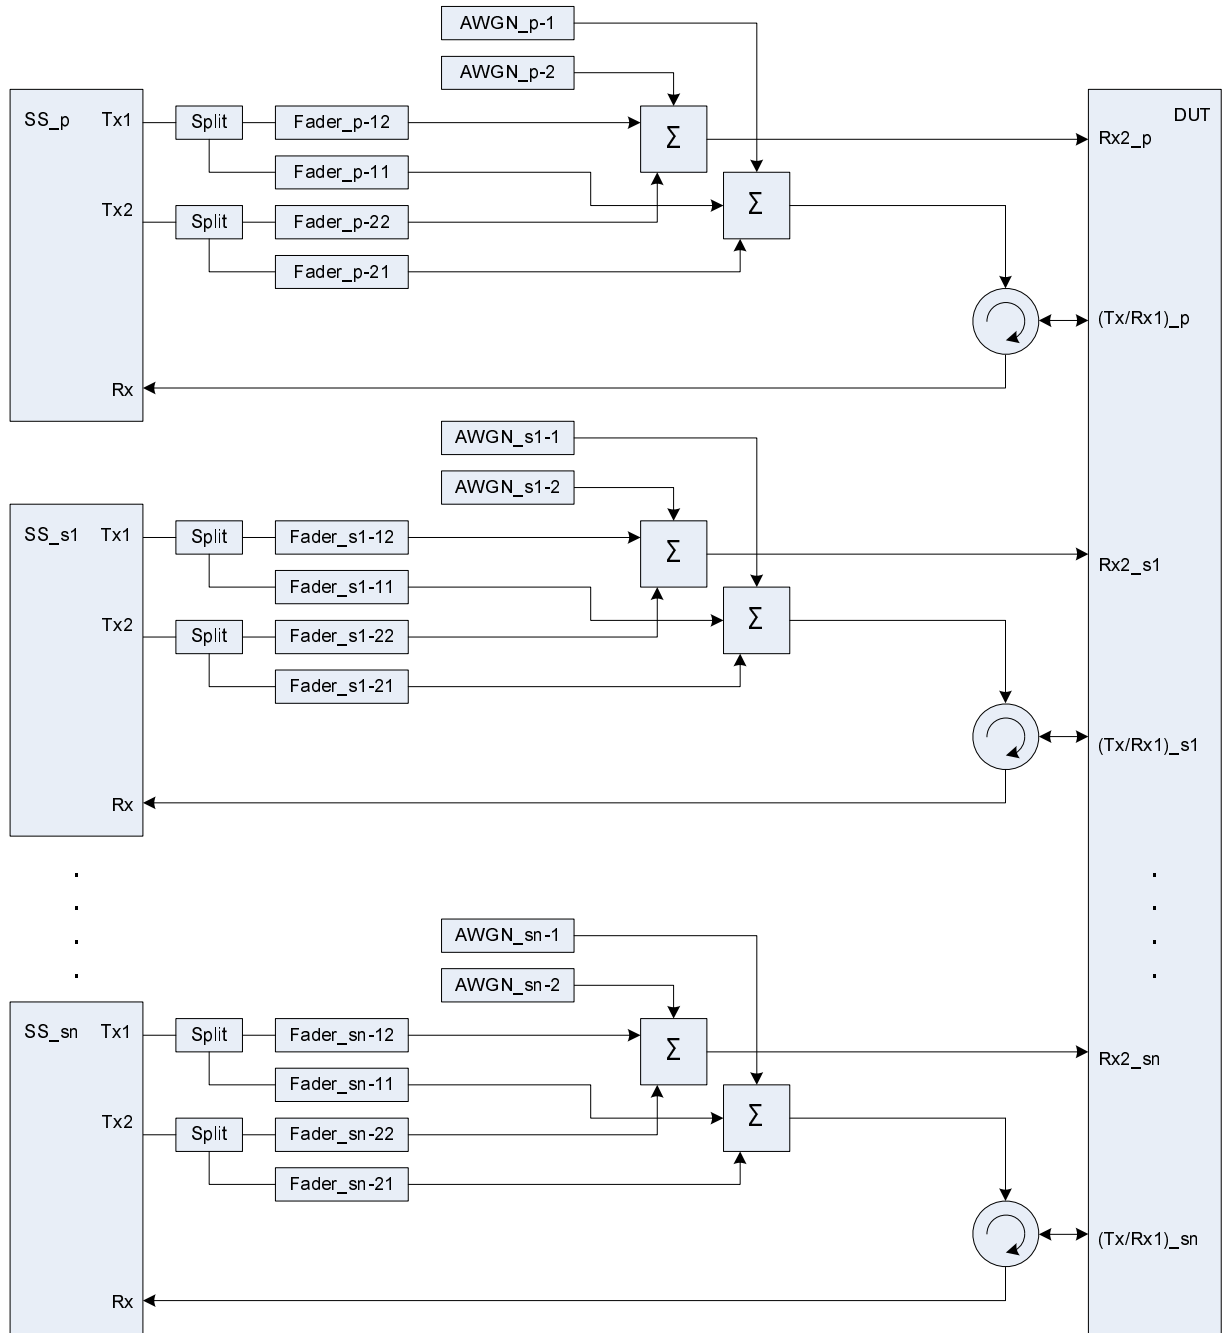 AWGN_p-1
AWGN_p-2
DUT
SS_p Tx1 Split Fader_p-12 Σ Rx2_p
Fader_p-11
Tx2 Split Fader_p-22 Σ
Fader_p-21
(Tx/Rx1)_p
Rx
AWGN_s1-1
AWGN_s1-2
SS_s1 Tx1 Split Fader_s1-12 Σ Rx2_s1
Fader_s1-11
Tx2 Split Fader_s1-22 Σ
Fader_s1-21
(Tx/Rx1)_s1
Rx
AWGN_sn-1
AWGN_sn-2
SS_sn Tx1 Split Fader_sn-12 Σ Rx2_sn
Fader_sn-11
Tx2 Split Fader_sn-22 Σ
Fader_sn-21
(Tx/Rx1)_sn
Rx